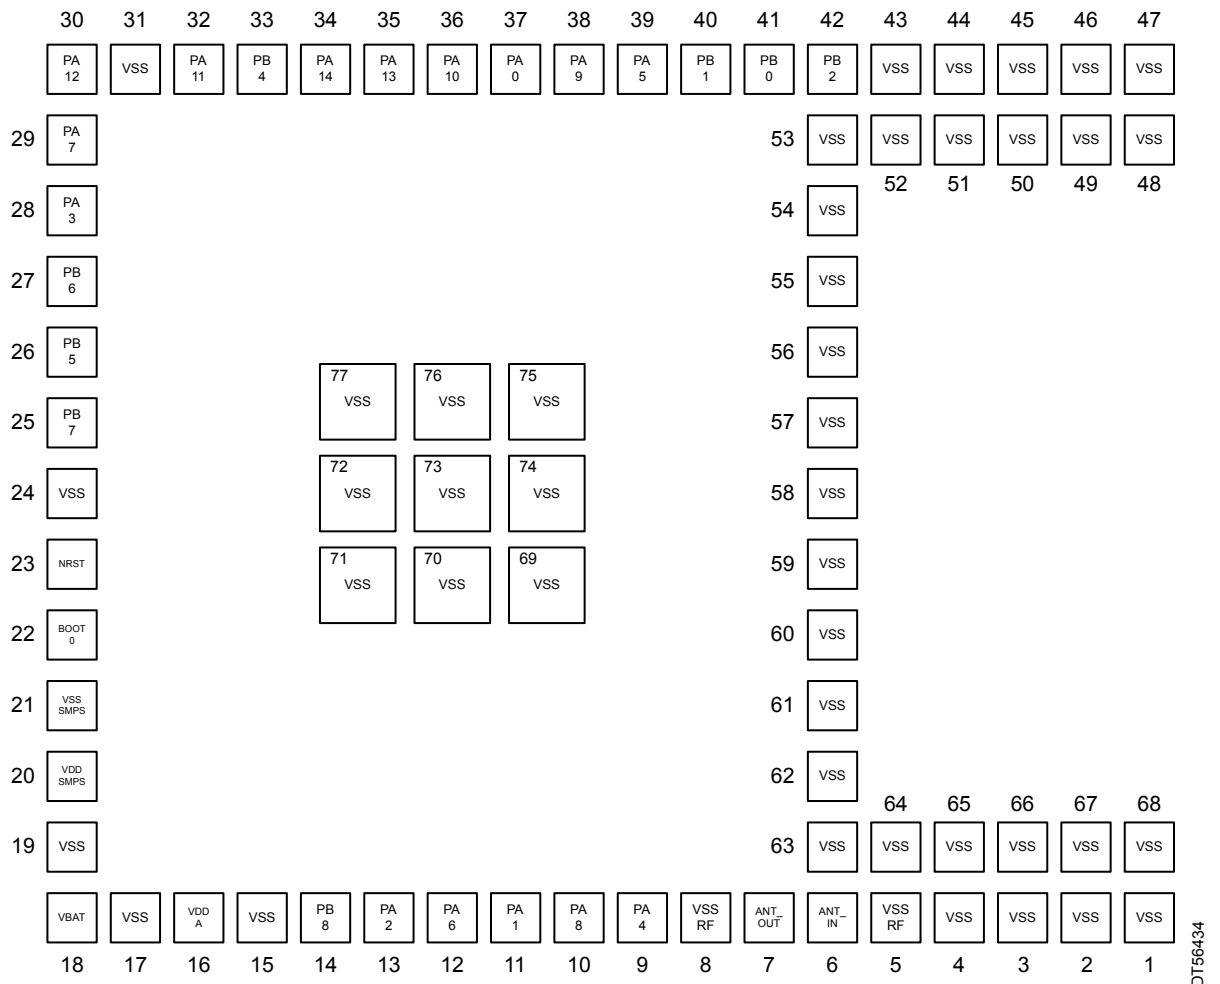 30 31 32 33 34 35 36 37 38 39 40 41 42 43 44 45 46 47
PA VSS PA PB PA PA PA PA PA PA PB PB PB VSS VSS VSS VSS VSS
12 11 4 14 13 10 0 9 5 1 0 2
29 PA 53 VSS VSS VSS VSS VSS VSS
7
52 51 50 49 48
28 PA 54 VSS
3
27 PB 55 VSS
6
26 PB 56 VSS
5
77 76 75
VSS VSS VSS
25 PB 57 VSS
7
72 73 74
24 VSS VSS VSS VSS 58 VSS
71 70 69
23 NRST 59 VSS
VSS VSS VSS
22 BOOT 60 VSS
0
21 VSS 61 VSS
SMPS
20 VDD 62 VSS
SMPS
64 65 66 67 68
19 VSS 63 VSS VSS VSS VSS VSS VSS
VBAT VSS VDD VSS PB PA PA PA PA PA VSS ANT_ ANT_ VSS VSS VSS VSS VSS
A 8 2 6 1 8 4 RF OUT IN RF
18 17 16 15 14 13 12 11 10 9 8 7 6 5 4 3 2 1
DT56434